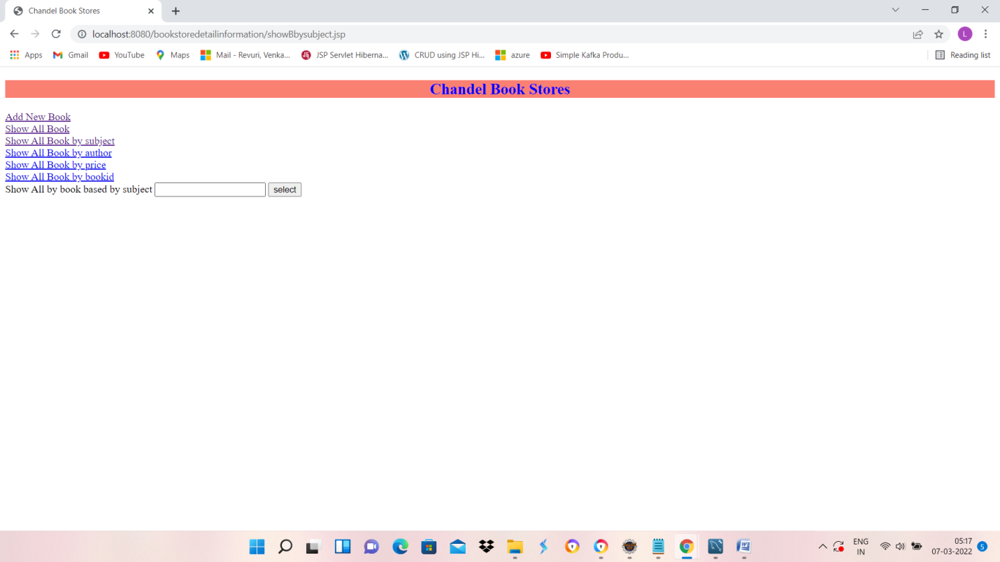 Chandel Book Stores
localhost:8080/bookstoredetailinformation/showBbysubject.jsp
L
Apps Gmail YouTube Maps Mail - Revuri, Venka... JSP Servlet Hiberna... CRUD using JSP Hi... azure Simple Kafka Produ... Reading list
Chandel Book Stores
Add New Book
Show All Book
Show All Book by subject
Show All Book by author
Show All Book by price
Show All Book by bookid
Show All by book based by subject select
ENG 05:17
IN 07-03-2022 5